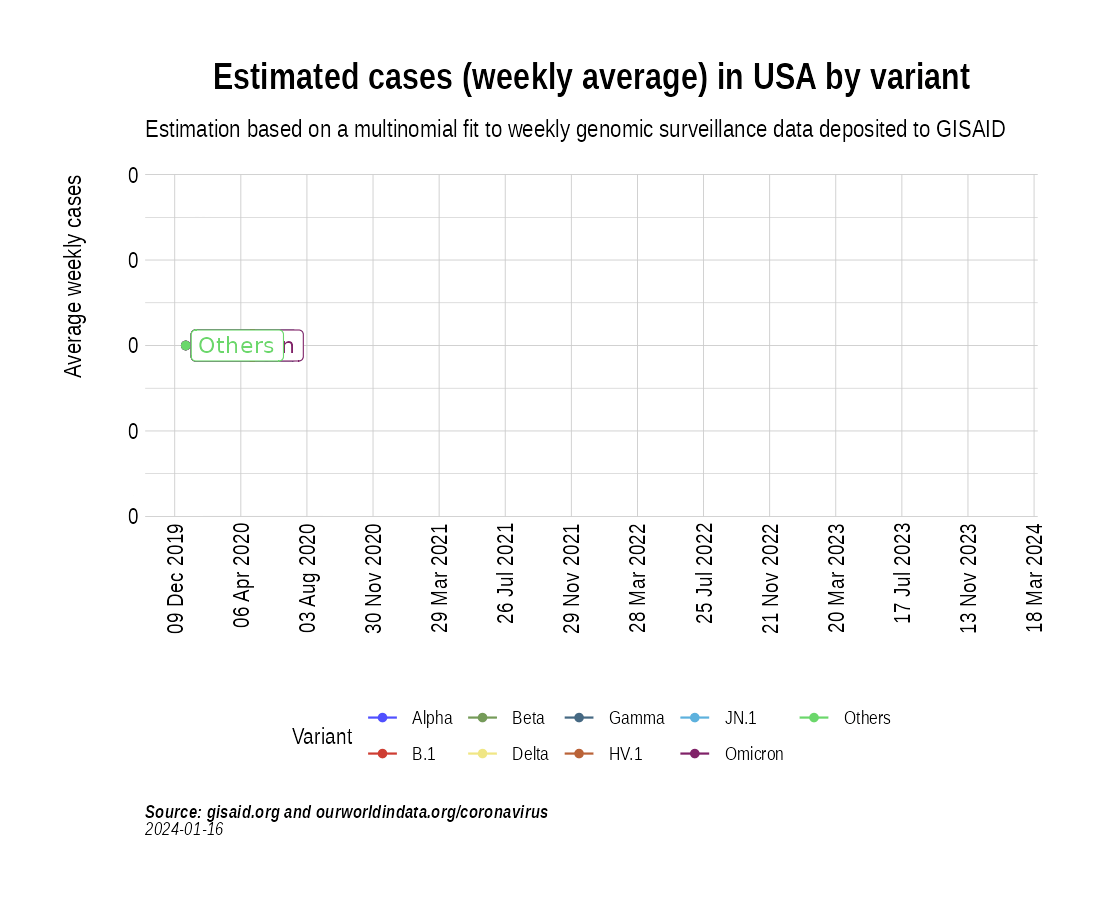 Estimated cases (weekly average) in USA by variant
Estimation based on a multinomial fit to weekly genomic surveillance data deposited to GISAID
Average weekly cases
0
0
0
0
0
Others
n
09 Dec 2019
06 Apr 2020
03 Aug 2020
30 Nov 2020
29 Mar 2021
26 Jul 2021
29 Nov 2021
28 Mar 2022
25 Jul 2022
21 Nov 2022
20 Mar 2023
17 Jul 2023
13 Nov 2023
18 Mar 2024
Variant
Alpha
Beta
Gamma
JN.1
Others
B.1
Delta
HV.1
Omicron
Source: gisaid.org and ourworldindata.org/coronavirus
2024-01-16